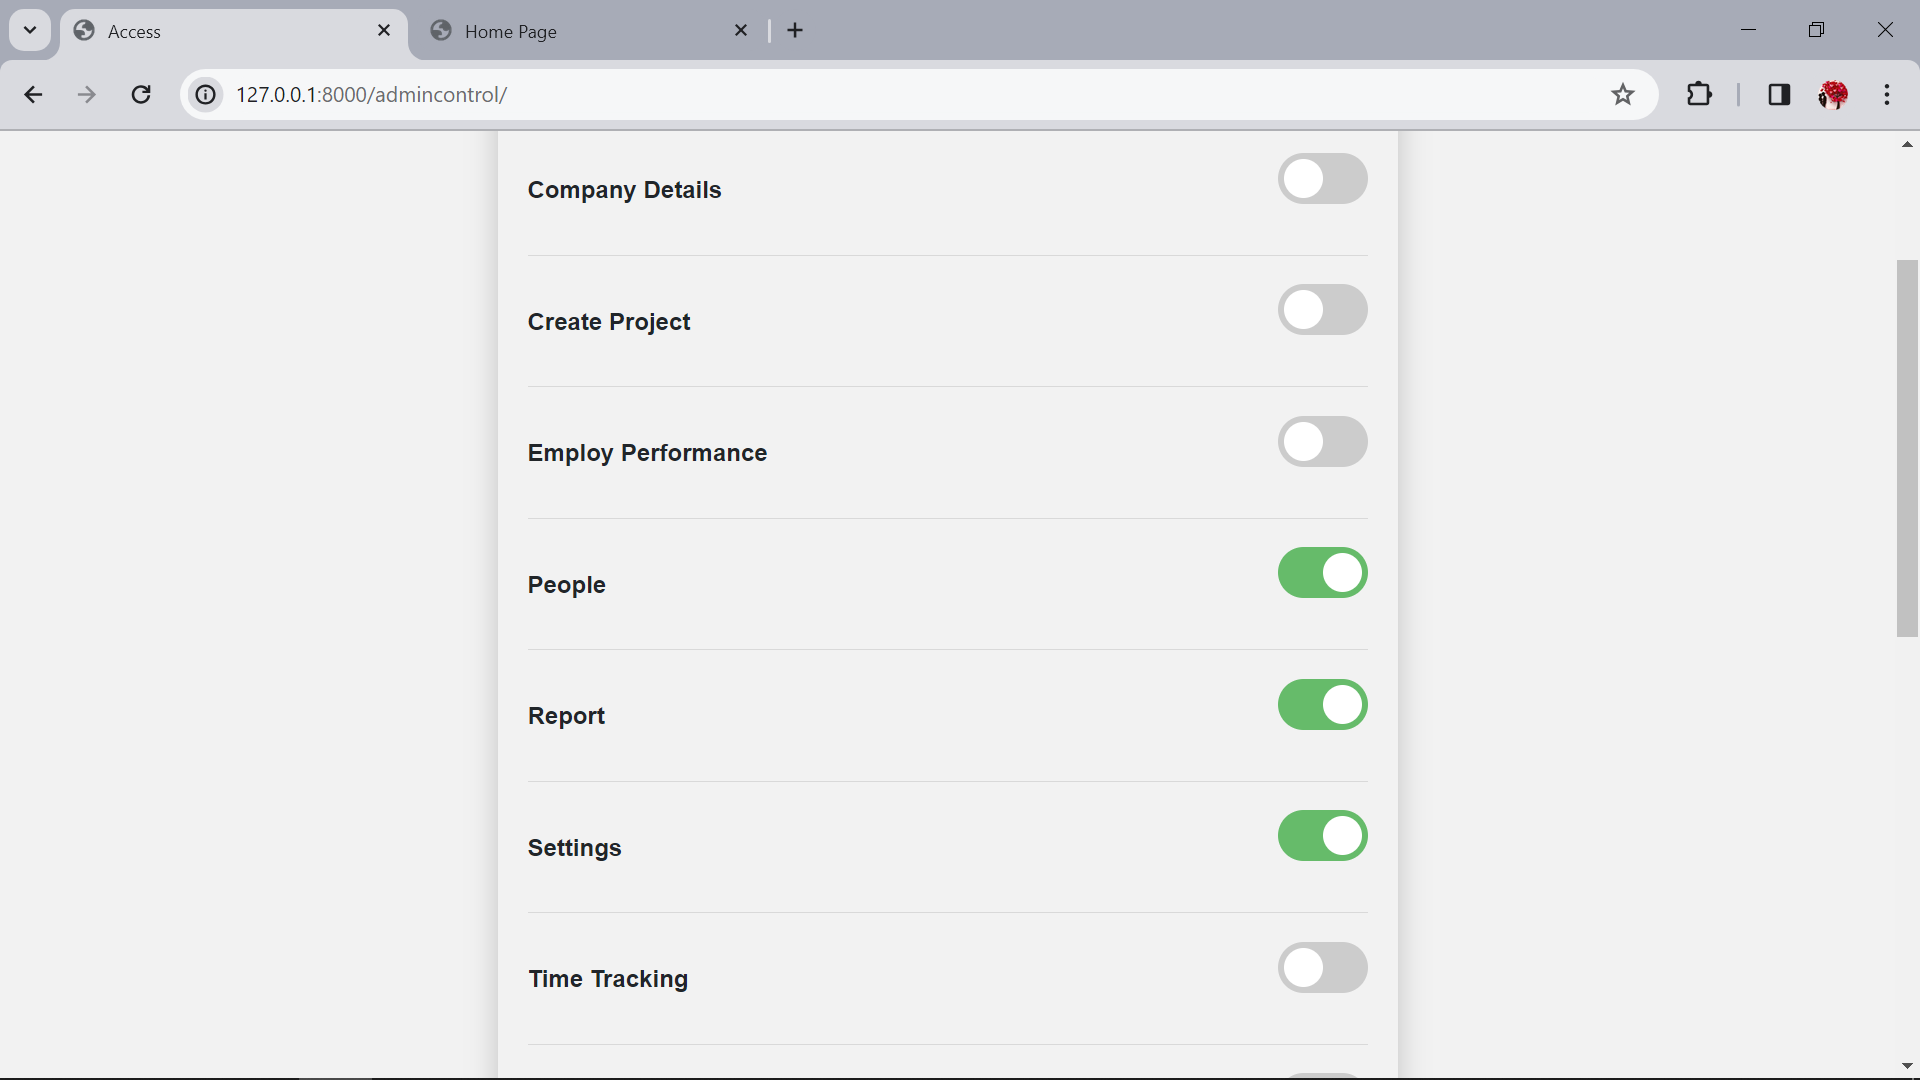 Access
Home Page
127.0.0.1:8000/admincontrol/
Company Details
Create Project
Employ Performance
People
Report
Settings
Time Tracking